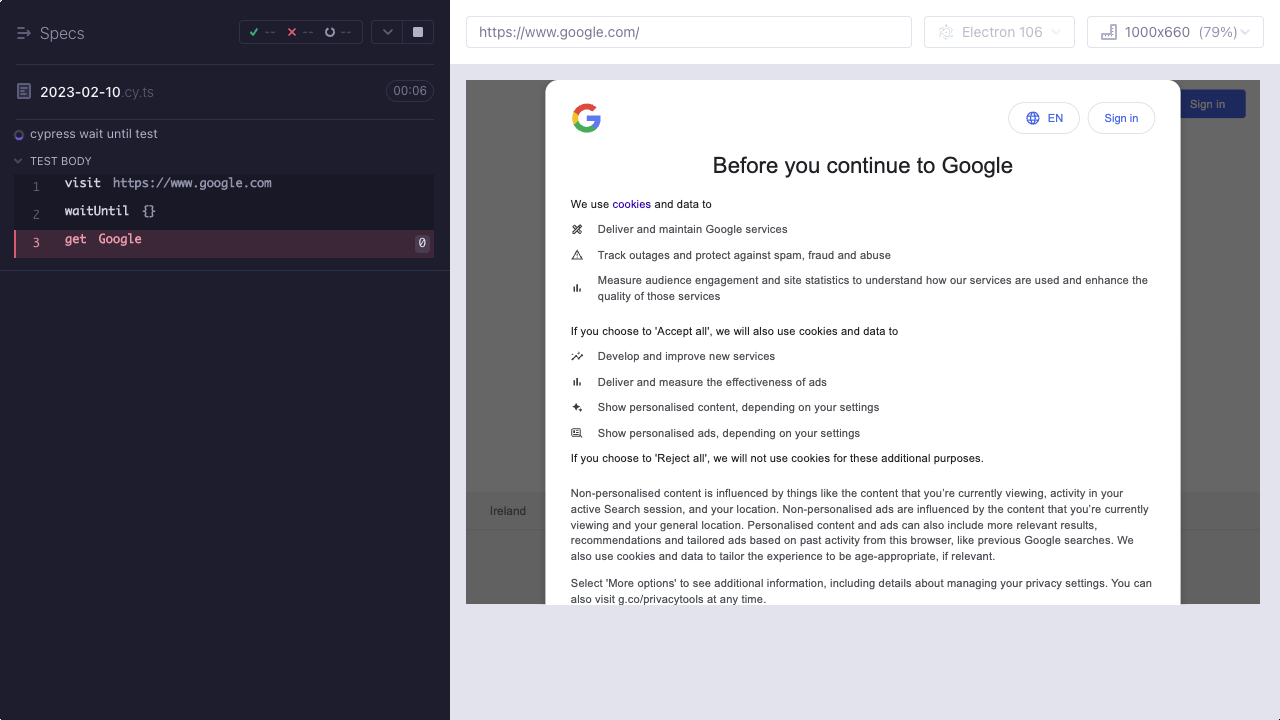 Specs
-- -- --
2023-02-10.cy.ts
00:06
cypress wait until test
TEST BODY
1 visit https://www.google.com
2 waitUntil {}
3 get Google 0
https://www.google.com/
Electron 106
1000x660 (79%)
Sign in
EN
Sign in
Before you continue to Google
We use cookies and data to
Deliver and maintain Google services
Track outages and protect against spam, fraud and abuse
Measure audience engagement and site statistics to understand how our services are used and enhance the
quality of those services
If you choose to 'Accept all', we will also use cookies and data to
Develop and improve new services
Deliver and measure the effectiveness of ads
Show personalised content, depending on your settings
Show personalised ads, depending on your settings
If you choose to 'Reject all', we will not use cookies for these additional purposes.
Non-personalised content is influenced by things like the content that you’re currently viewing, activity in your
active Search session, and your location. Non-personalised ads are influenced by the content that you’re currently
viewing and your general location. Personalised content and ads can also include more relevant results,
recommendations and tailored ads based on past activity from this browser, like previous Google searches. We
also use cookies and data to tailor the experience to be age-appropriate, if relevant.
Ireland
Select 'More options' to see additional information, including details about managing your privacy settings. You can
also visit g.co/privacytools at any time.